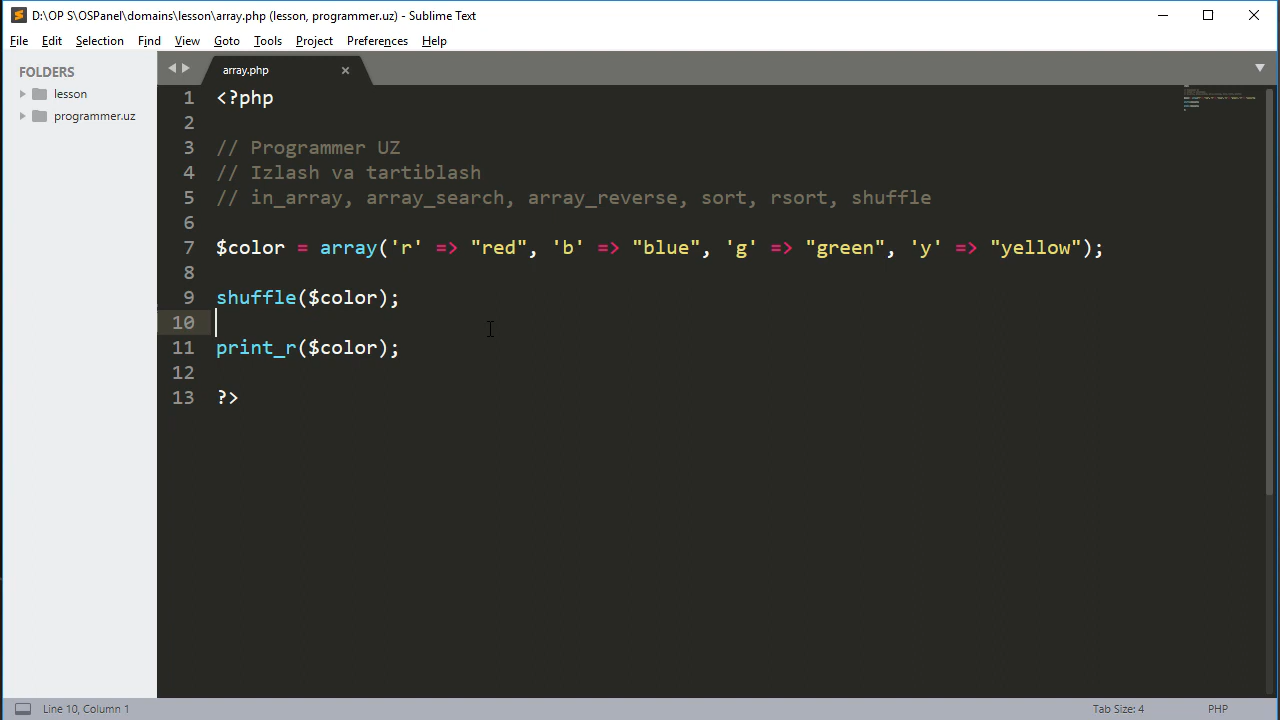 D:\OP S\OSPanel\domains\lesson\array.php (lesson, programmer.uz) - Sublime Text
File Edit Selection Find View Goto Tools Project Preferences Help
FOLDERS
lesson
programmer.uz
array.php
1 <?php
2
3 // Programmer UZ
4 // Izlash va tartiblash
5 // in_array, array_search, array_reverse, sort, rsort, shuffle
6
7 $color = array('r' => "red", 'b' => "blue", 'g' => "green", 'y' => "yellow");
8
9 shuffle($color);
10
11 print_r($color);
12
13 ?>
Line 10, Column 1
Tab Size: 4
PHP